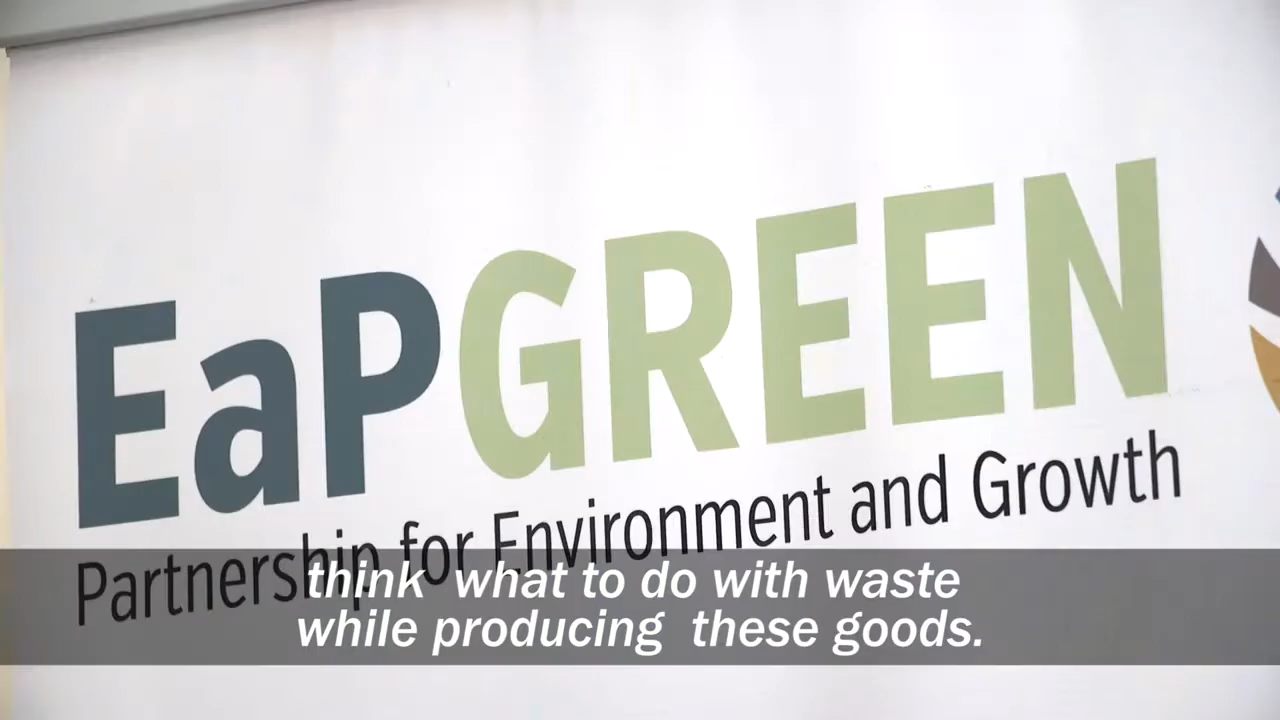 EaPGREEN
Partnership for Environment and Growth
think what to do with waste
while producing these goods.